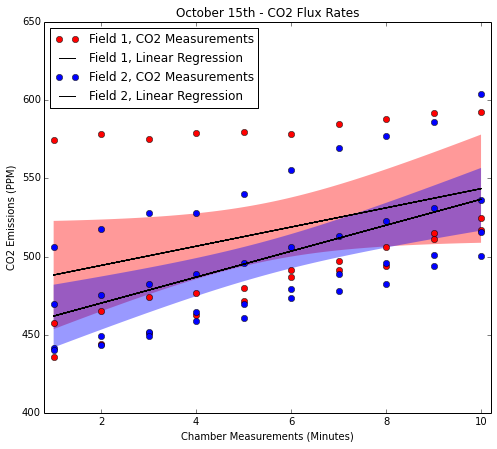 October 15th - CO2 Flux Rates
650
Field 1, CO2 Measurements
Field 1, Linear Regression
Field 2, CO2 Measurements
Field 2, Linear Regression
600
550
500
450
400
CO2 Emissions (PPM)
2
4
6
8
10
Chamber Measurements (Minutes)